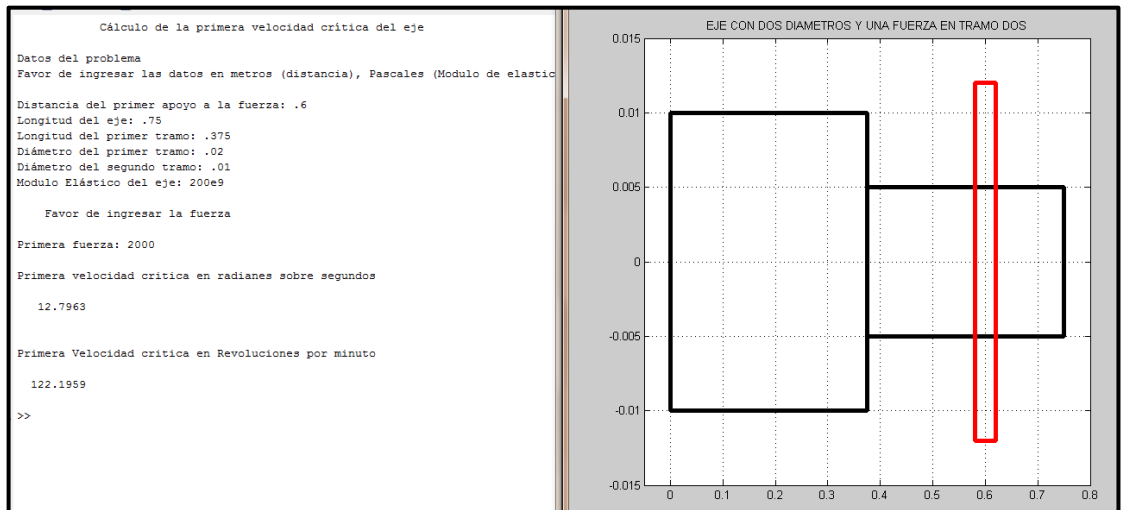 Cálculo de la primera velocidad crítica del eje
Datos del problema
Favor de ingresar las datos en metros (distancia), Pascales (Modulo de elastic
Distancia del primer apoyo a la fuerza: .6
Longitud del eje: .75
Longitud del primer tramo: .375
Diámetro del primer tramo: .02
Diámetro del segundo tramo: .01
Modulo Elástico del eje: 200e9
Favor de ingresar la fuerza
Primera fuerza: 2000
Primera velocidad critica en radianes sobre segundos
12.7963
Primera Velocidad critica en Revoluciones por minuto
122.1959
>>
EJE CON DOS DIAMETROS Y UNA FUERZA EN TRAMO DOS
0.015
0.01
0.005
0
-0.005
-0.01
-0.015
0 0.1 0.2 0.3 0.4 0.5 0.6 0.7 0.8